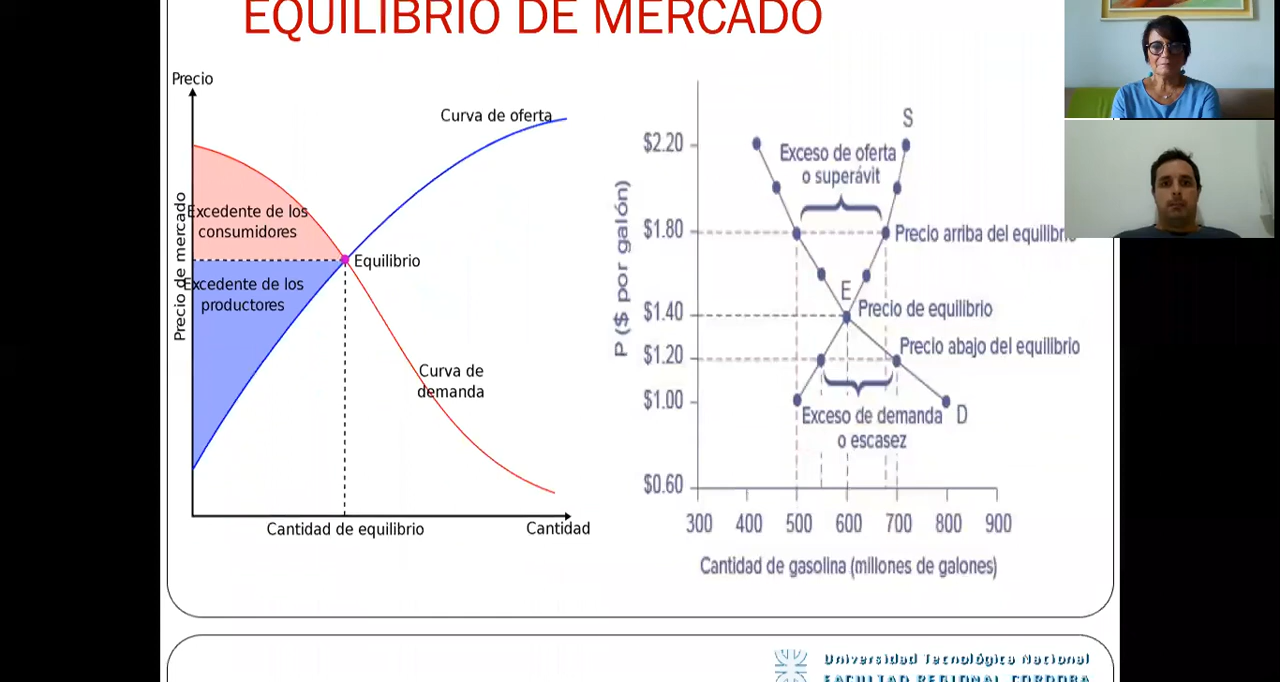 EQUILIBRIO DE MERCADO
Precio
Curva de oferta
Precio de mercado
Excedente de los
consumidores
Equilibrio
Excedente de los
productores
Curva de
demanda
Cantidad de equilibrio
Cantidad
P ($ por galón)
$2.20
$1.80
$1.40
$1.20
$1.00
$0.60
S
Exceso de oferta
o superávit
Precio arriba del equilibrio
E
Precio de equilibrio
Precio abajo del equilibrio
Exceso de demanda
o escasez
D
300 400 500 600 700 800 900
Cantidad de gasolina (millones de galones)
Universidad Tecnológica Nacional
FACULTAD REGIONAL CORDOBA